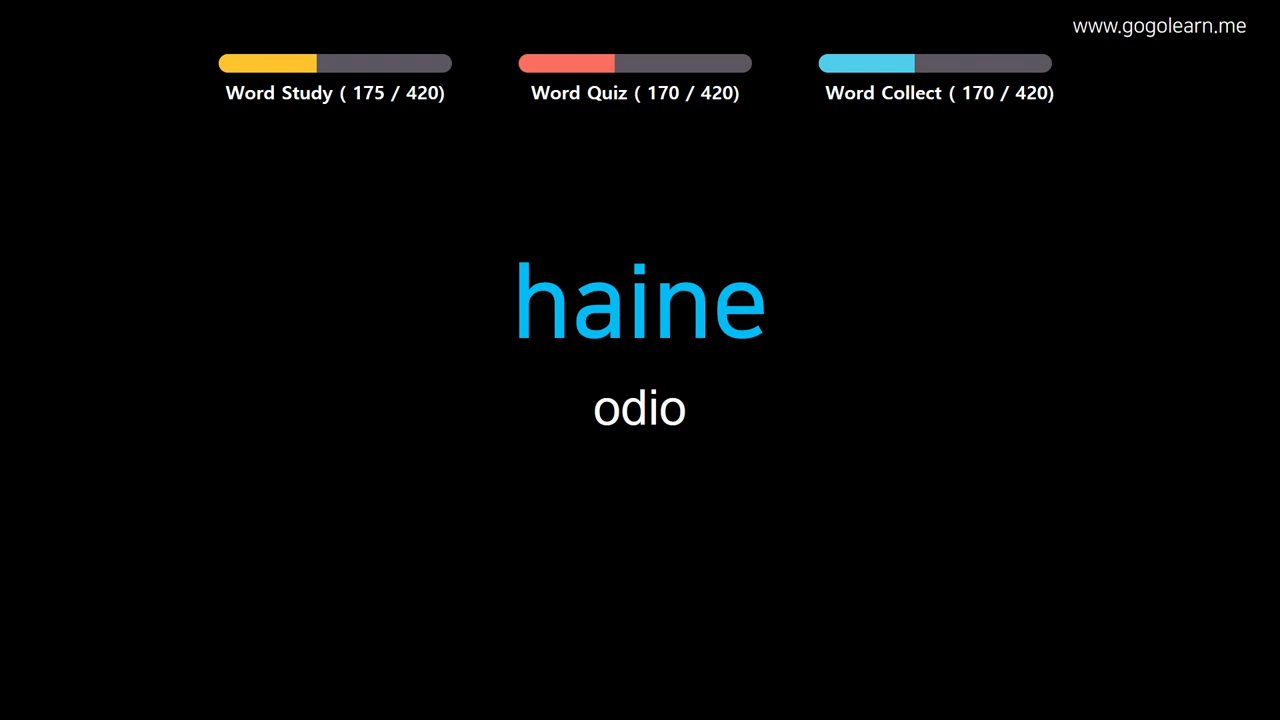 www.gogolearn.me
Word Study ( 175 / 420)
Word Quiz ( 170 / 420)
Word Collect ( 170 / 420)
haine
odio